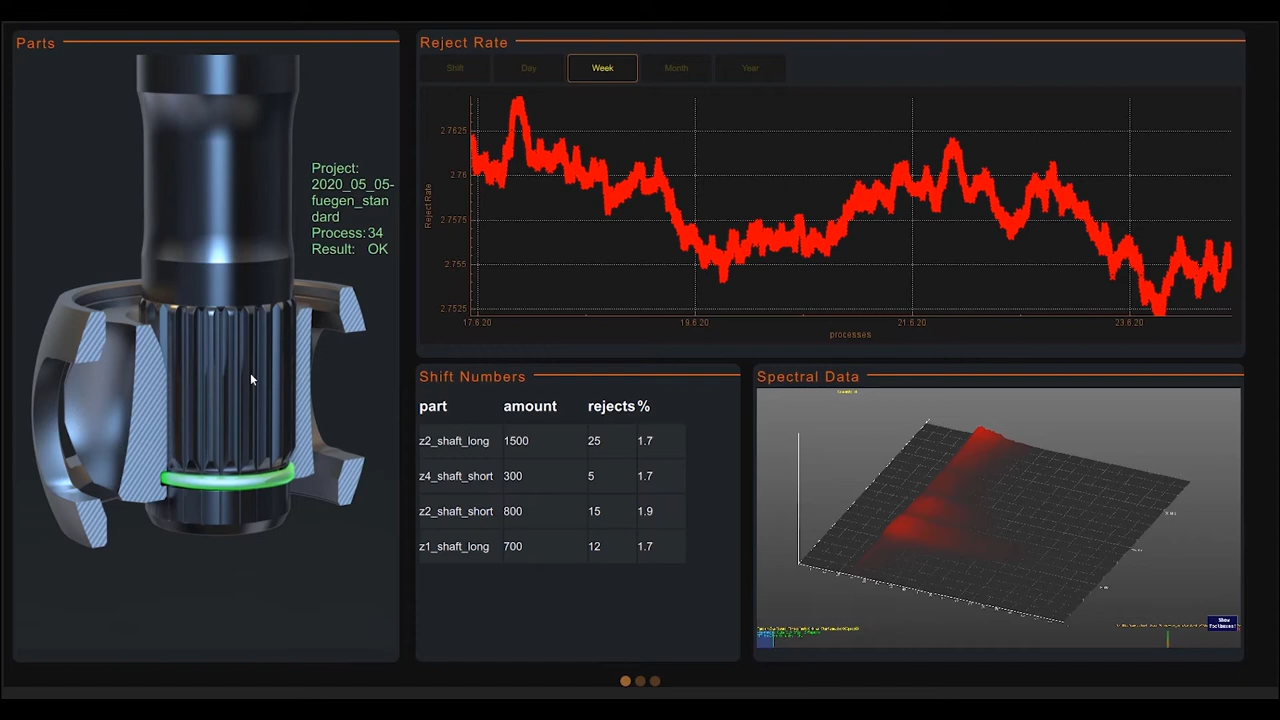 Parts
Project:
2020_05_05-
fuegen_stan
dard
Process: 34
Result: OK
Reject Rate
Shift Day Week Month Year
Reject Rate
2.7625
2.76
2.7575
2.755
2.7525
17.6 20 19.6 20 21.6 20 23.6 20
processes
Shift Numbers
part amount rejects %
z2_shaft_long 1500 25 1.7
z4_shaft_short 300 5 1.7
z2_shaft_short 800 15 1.9
z1_shaft_long 700 12 1.7
Spectral Data
Show